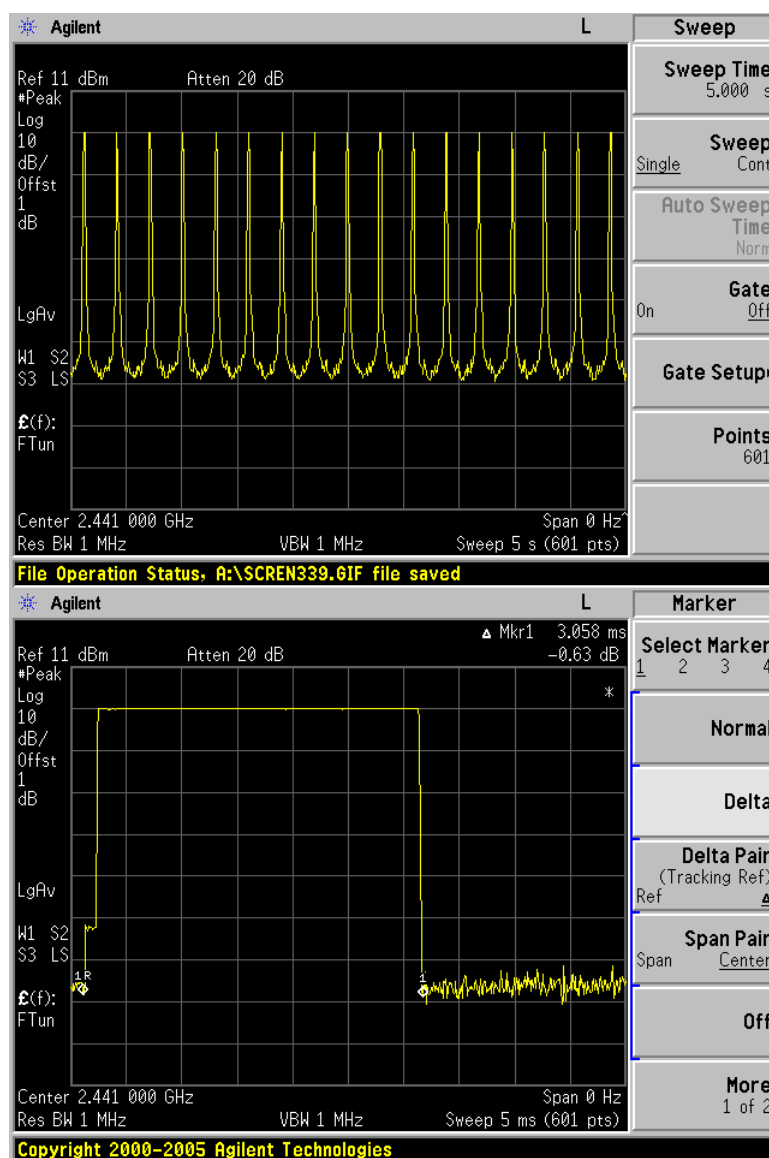 Agilent L Sweep
Ref 11 dBm Atten 20 dB
#Peak
Log
10
dB/
Offst
1
dB
LgAv
W1 S2
S3 LS
£(f):
FTun
Center 2.441 000 GHz Span 0 Hz^
Res BW 1 MHz VBW 1 MHz Sweep 5 s (601 pts)
File Operation Status, A:\SCREN339.GIF file saved
Sweep Time
5.000 s
Sweep
Single Cont
Auto Sweep
Time
Norm
Gate
On Off
Gate Setup
Points
601
Agilent L Marker
Δ Mkr1 3.058 ms
Ref 11 dBm Atten 20 dB -0.63 dB
#Peak
Log
10
dB/
Offst
1
dB
*
LgAv
W1 S2
S3 LS
1R
1
£(f):
FTun
Center 2.441 000 GHz Span 0 Hz
Res BW 1 MHz VBW 1 MHz Sweep 5 ms (601 pts)
Copyright 2000-2005 Agilent Technologies
Select Marker
1 2 3 4
Normal
Delta
Delta Pair
(Tracking Ref)
Ref Δ
Span Pair
Span Center
Off
More
1 of 2